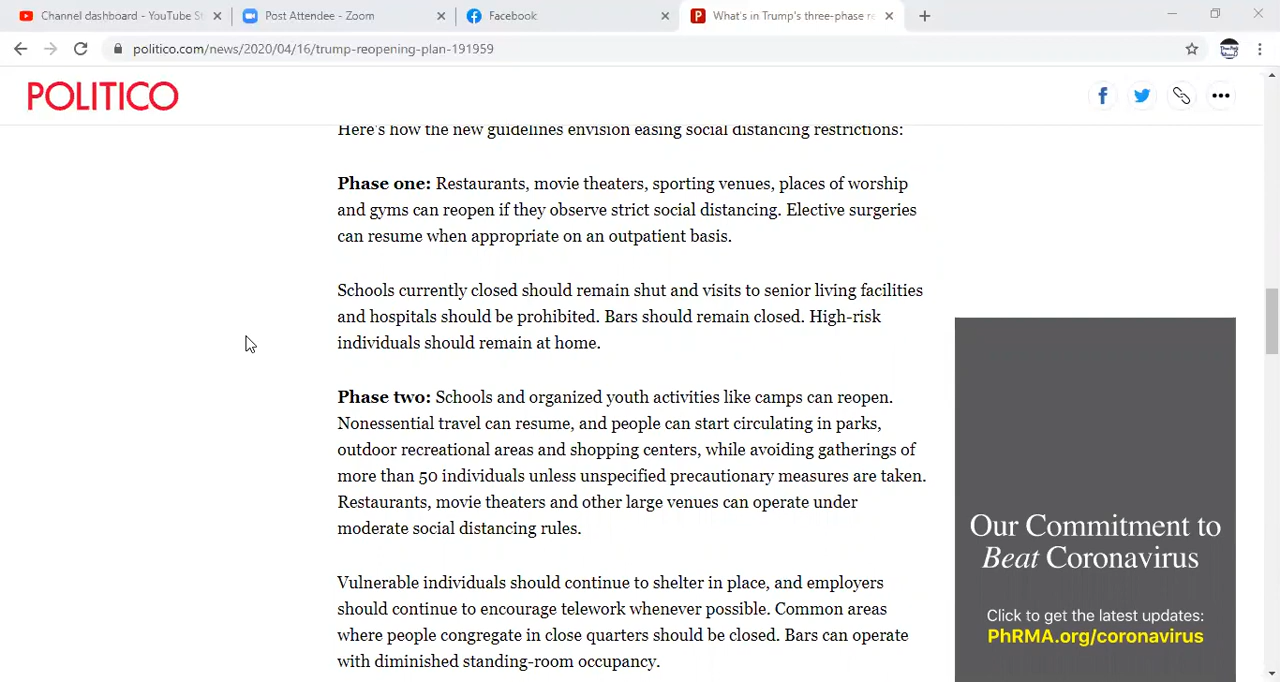 Channel dashboard - YouTube St
Post Attendee - Zoom
Facebook
What's in Trump's three-phase re
politico.com/news/2020/04/16/trump-reopening-plan-191959
POLITICO
Here's how the new guidelines envision easing social distancing restrictions:
Phase one: Restaurants, movie theaters, sporting venues, places of worship
and gyms can reopen if they observe strict social distancing. Elective surgeries
can resume when appropriate on an outpatient basis.
Schools currently closed should remain shut and visits to senior living facilities
and hospitals should be prohibited. Bars should remain closed. High-risk
individuals should remain at home.
Phase two: Schools and organized youth activities like camps can reopen.
Nonessential travel can resume, and people can start circulating in parks,
outdoor recreational areas and shopping centers, while avoiding gatherings of
more than 50 individuals unless unspecified precautionary measures are taken.
Restaurants, movie theaters and other large venues can operate under
moderate social distancing rules.
Vulnerable individuals should continue to shelter in place, and employers
should continue to encourage telework whenever possible. Common areas
where people congregate in close quarters should be closed. Bars can operate
with diminished standing-room occupancy.
Our Commitment to
Beat Coronavirus
Click to get the latest updates:
PhRMA.org/coronavirus